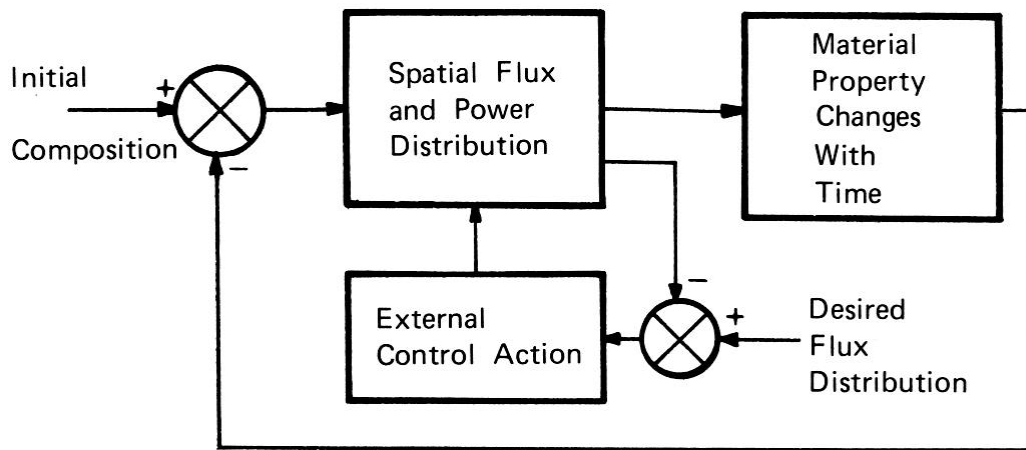 Initial
Composition
+
−
Spatial Flux
and Power
Distribution
Material
Property
Changes
With
Time
External
Control Action
−
+
Desired
Flux
Distribution